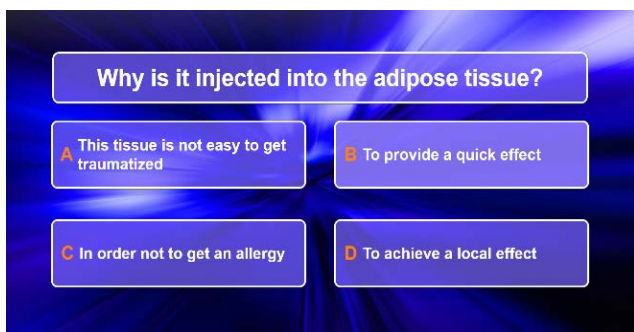 Why is it injected into the adipose tissue?
A This tissue is not easy to get
traumatized
B To provide a quick effect
C In order not to get an allergy
D To achieve a local effect